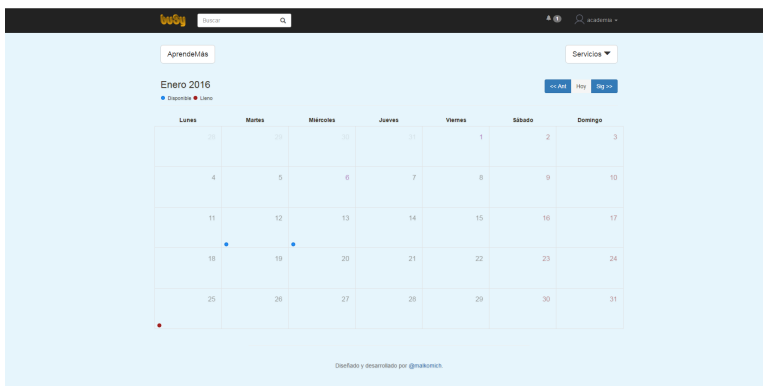 busy Buscar 1 academia
AprendeMás Servicios
Enero 2016 << Ant Hoy Sig >>
Disponible Lleno
Lunes Martes Miércoles Jueves Viernes Sábado Domingo
1 2 3
4 5 6 7 8 9 10
11 12 13 14 15 16 17
18 19 20 21 22 23 24
25 26 27 28 29 30 31
Diseñado y desarrollado por @malkomich.